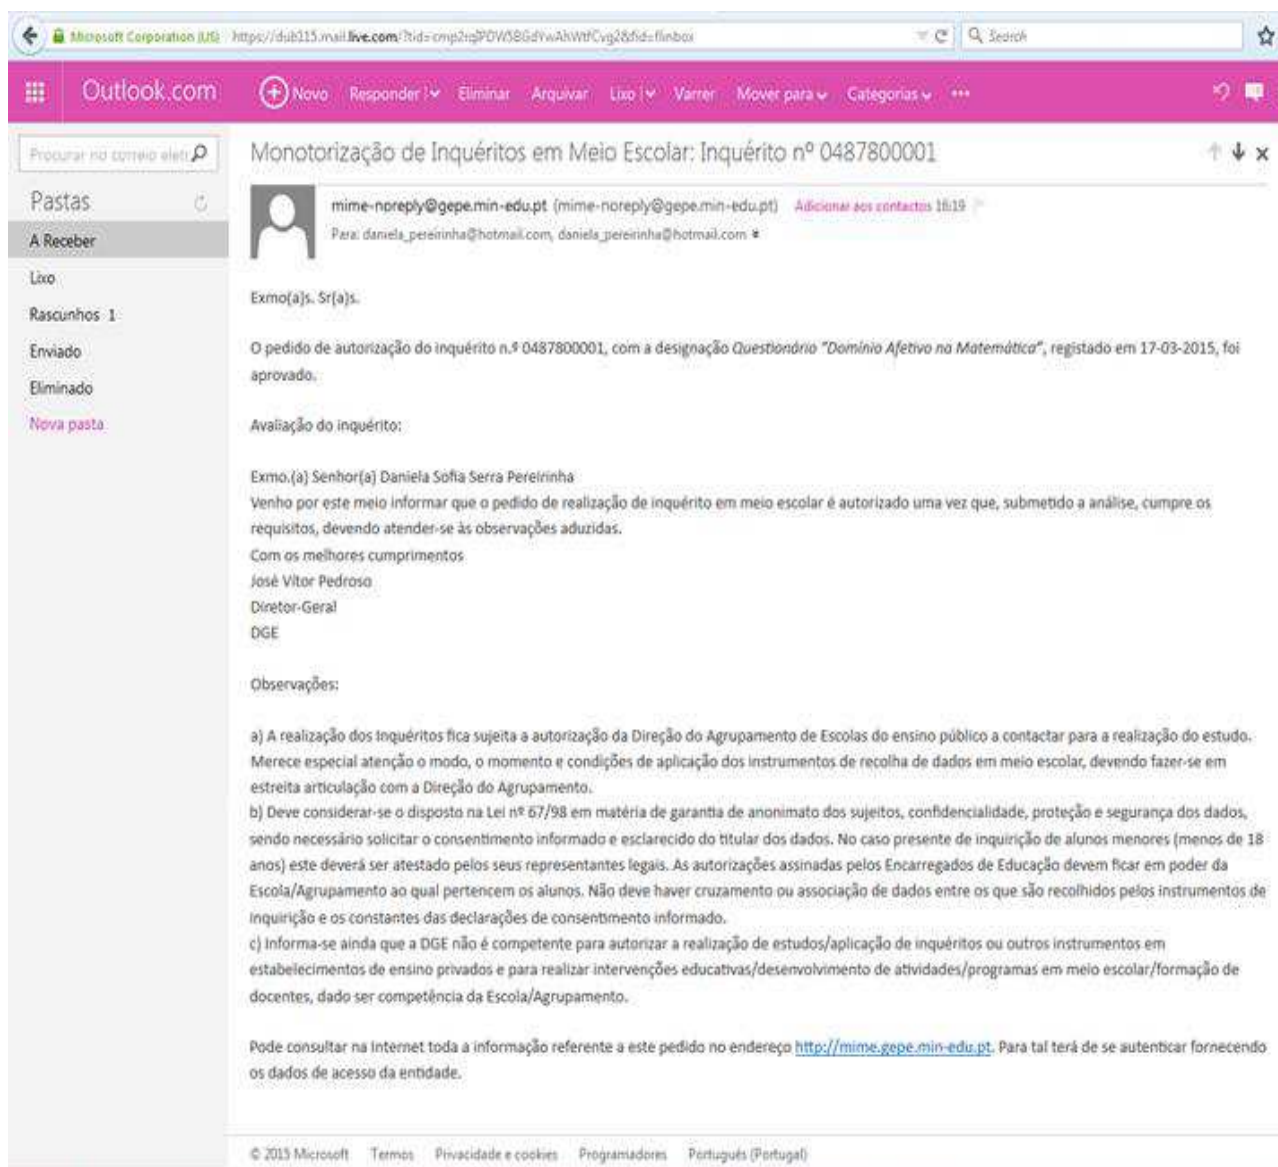 Microsoft Corporation (US)
Search
Outlook.com
Novo Responder Eliminar Arquivar Lixo Varrer Mover para Categorias •••
Procurar no correio eletr
Monotorização de Inquéritos em Meio Escolar: Inquérito nº 0487800001
Pastas
A Receber
Lixo
Rascunhos 1
Enviado
Eliminado
Nova pasta
mime-noreply@gepe.min-edu.pt (mime-noreply@gepe.min-edu.pt) Adicionar aos contactos 16:19
Para: daniela_pereirinha@hotmail.com, daniela_pereirinha@hotmail.com
Exmo(a)s. Sr(a)s.
O pedido de autorização do inquérito n.º 0487800001, com a designação Questionário "Domínio Afetivo na Matemática", registado em 17-03-2015, foi
aprovado.
Avaliação do inquérito:
Exmo.(a) Senhor(a) Daniela Sofia Serra Pereirinha
Venho por este meio informar que o pedido de realização de inquérito em meio escolar é autorizado uma vez que, submetido a análise, cumpre os
requisitos, devendo atender-se às observações aduzidas.
Com os melhores cumprimentos
José Vítor Pedroso
Diretor-Geral
DGE
Observações:
a) A realização dos Inquéritos fica sujeita a autorização da Direção do Agrupamento de Escolas do ensino público a contactar para a realização do estudo.
Merece especial atenção o modo, o momento e condições de aplicação dos instrumentos de recolha de dados em meio escolar, devendo fazer-se em
estreita articulação com a Direção do Agrupamento.
b) Deve considerar-se o disposto na Lei nº 67/98 em matéria de garantia de anonimato dos sujeitos, confidencialidade, proteção e segurança dos dados,
sendo necessário solicitar o consentimento informado e esclarecido do titular dos dados. No caso presente de inquirição de alunos menores (menos de 18
anos) este deverá ser atestado pelos seus representantes legais. As autorizações assinadas pelos Encarregados de Educação devem ficar em poder da
Escola/Agrupamento ao qual pertencem os alunos. Não deve haver cruzamento ou associação de dados entre os que são recolhidos pelos instrumentos de
inquirição e os constantes das declarações de consentimento informado.
c) Informa-se ainda que a DGE não é competente para autorizar a realização de estudos/aplicação de inquéritos ou outros instrumentos em
estabelecimentos de ensino privados e para realizar intervenções educativas/desenvolvimento de atividades/programas em meio escolar/formação de
docentes, dado ser competência da Escola/Agrupamento.
Pode consultar na Internet toda a informação referente a este pedido no endereço http://mime.gepe.min-edu.pt. Para tal terá de se autenticar fornecendo
os dados de acesso da entidade.
© 2015 Microsoft Termos Privacidade e cookies Programadores Português (Portugal)